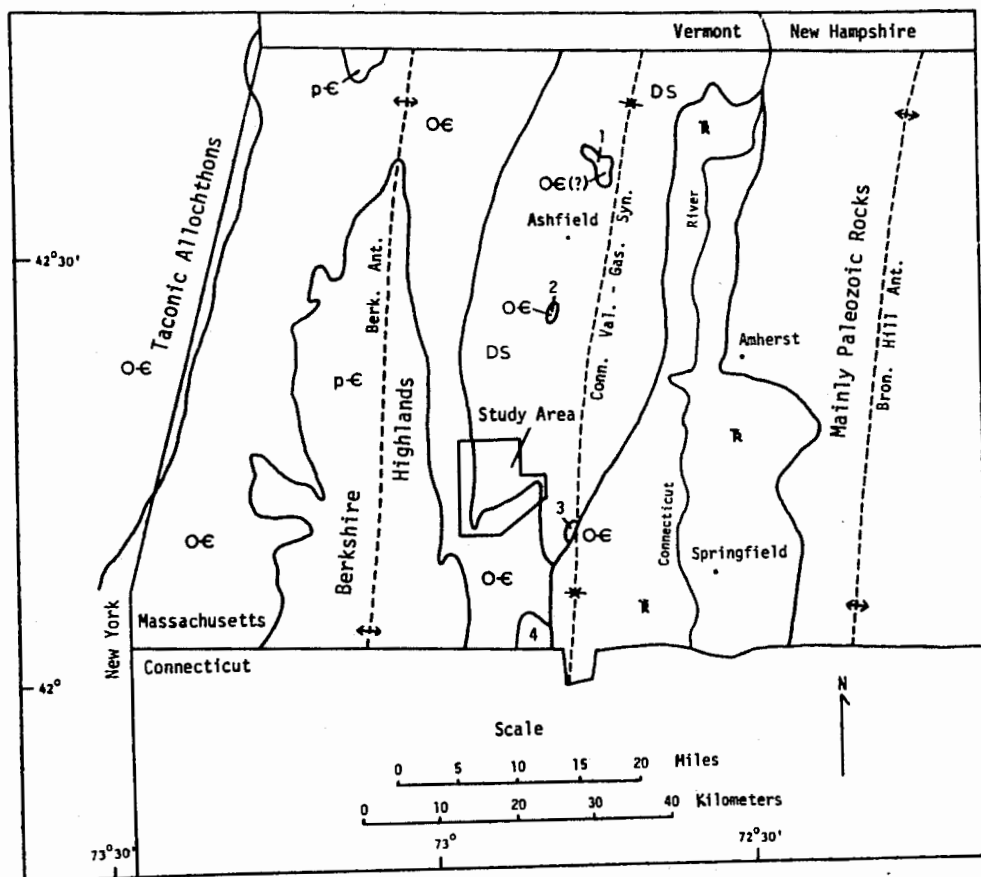 Vermont
New Hampshire
p-Є
O-Є
DS
Ƭ
1
O-Є(?)
Ashfield
42°30'
Taconic Allochthons
Berk. Ant.
Conn. Val. - Gas. Syn.
River
Mainly Paleozoic Rocks
Bron. Hill Ant.
2
O-Є
Amherst
DS
O-Є
p-Є
Highlands
Study Area
Ƭ
3
O-Є
O-Є
Berkshire
Connecticut
Springfield
O-Є
Ƭ
New York
Massachusetts
4
Connecticut
42°
N
Scale
0 5 10 15 20 Miles
0 10 20 30 40 Kilometers
73°30'
73°
72°30'